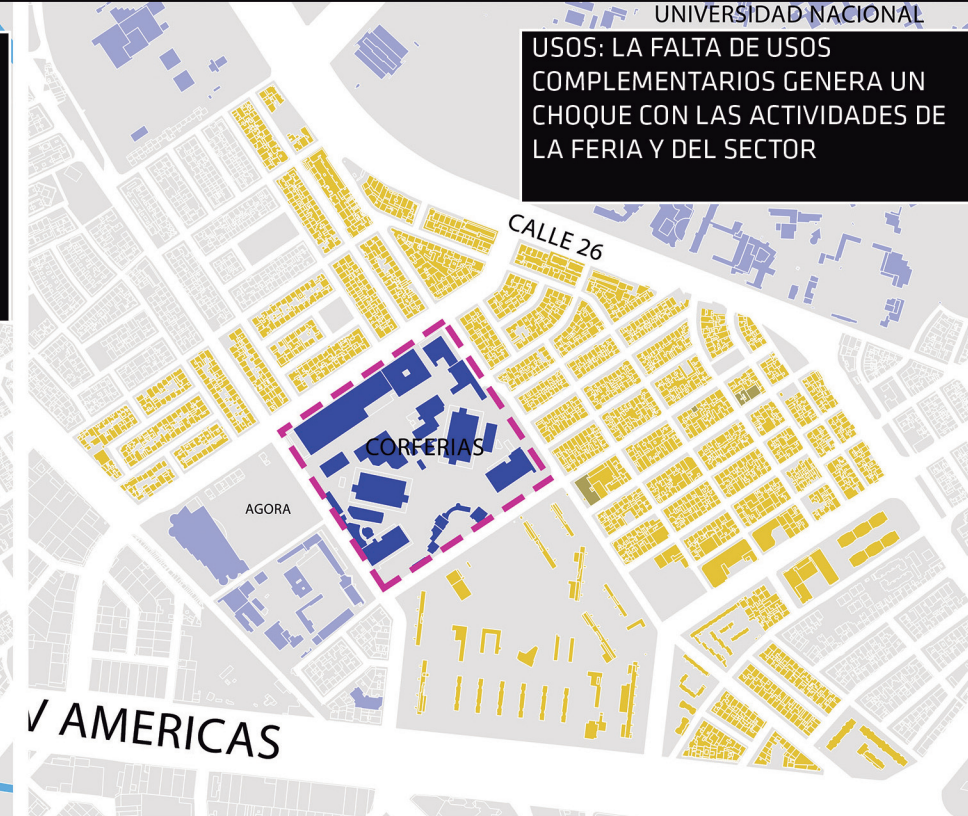 UNIVERSIDAD NACIONAL
USOS: LA FALTA DE USOS
COMPLEMENTARIOS GENERA UN
CHOQUE CON LAS ACTIVIDADES DE
LA FERIA Y DEL SECTOR
CALLE 26
CORFERIAS
AGORA
V AMERICAS